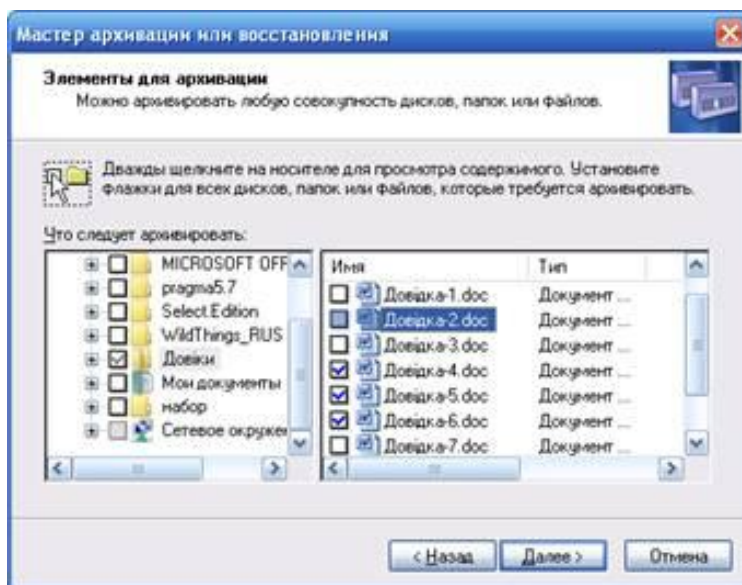 Мастер архивации или восстановления
Элементы для архивации
Можно архивировать любую совокупность дисков, папок или файлов.
Дважды щелкните на носителе для просмотра содержимого. Установите
флажки для всех дисков, папок или файлов, которые требуется архивировать.
Что следует архивировать:
MICROSOFT OFF
pragma5.7
Select.Edition
WildThings_RUS
Довіки
Мои документы
набор
Сетевое окружен
Имя Тип
Довідка-1.doc Документ ...
Довідка-2.doc Документ ...
Довідка-3.doc Документ ...
Довідка-4.doc Документ ...
Довідка-5.doc Документ ...
Довідка-6.doc Документ ...
Довідка-7.doc Документ ...
< Назад Далее > Отмена